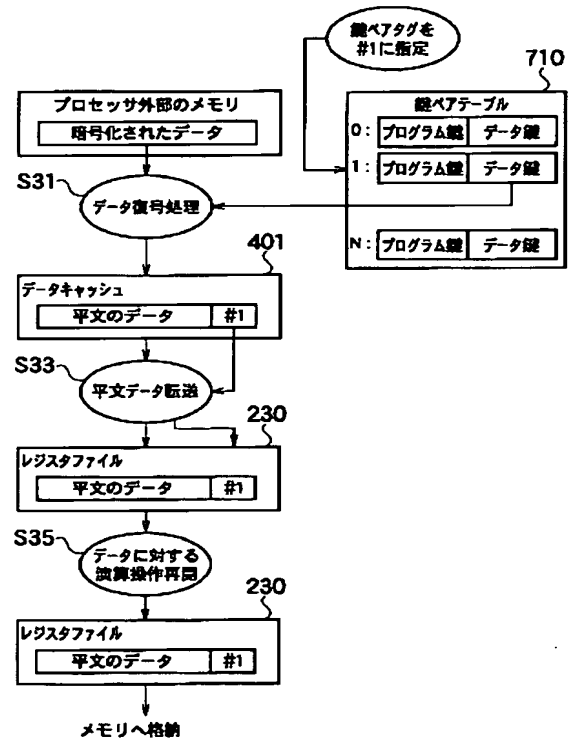 鍵ペアタグを
#1に指定
710
プロセッサ外部のメモリ
暗号化されたデータ
鍵ペアテーブル
0: プログラム鍵 データ鍵
1: プログラム鍵 データ鍵
N: プログラム鍵 データ鍵
S31
データ復号処理
401
データキャッシュ
平文のデータ #1
S33
平文データ転送
230
レジスタファイル
平文のデータ #1
S35
データに対する
演算操作再開
230
レジスタファイル
平文のデータ #1
メモリへ格納